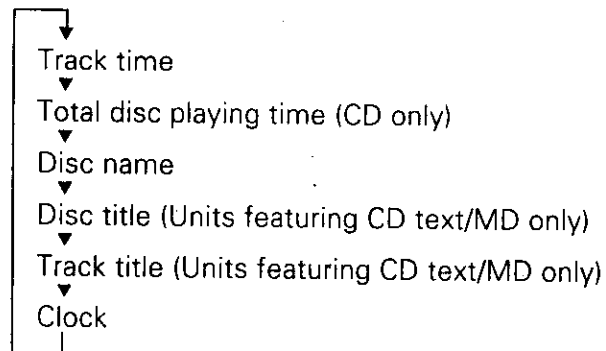 Track time
Total disc playing time (CD only)
Disc name
Disc title (Units featuring CD text/MD only)
Track title (Units featuring CD text/MD only)
Clock